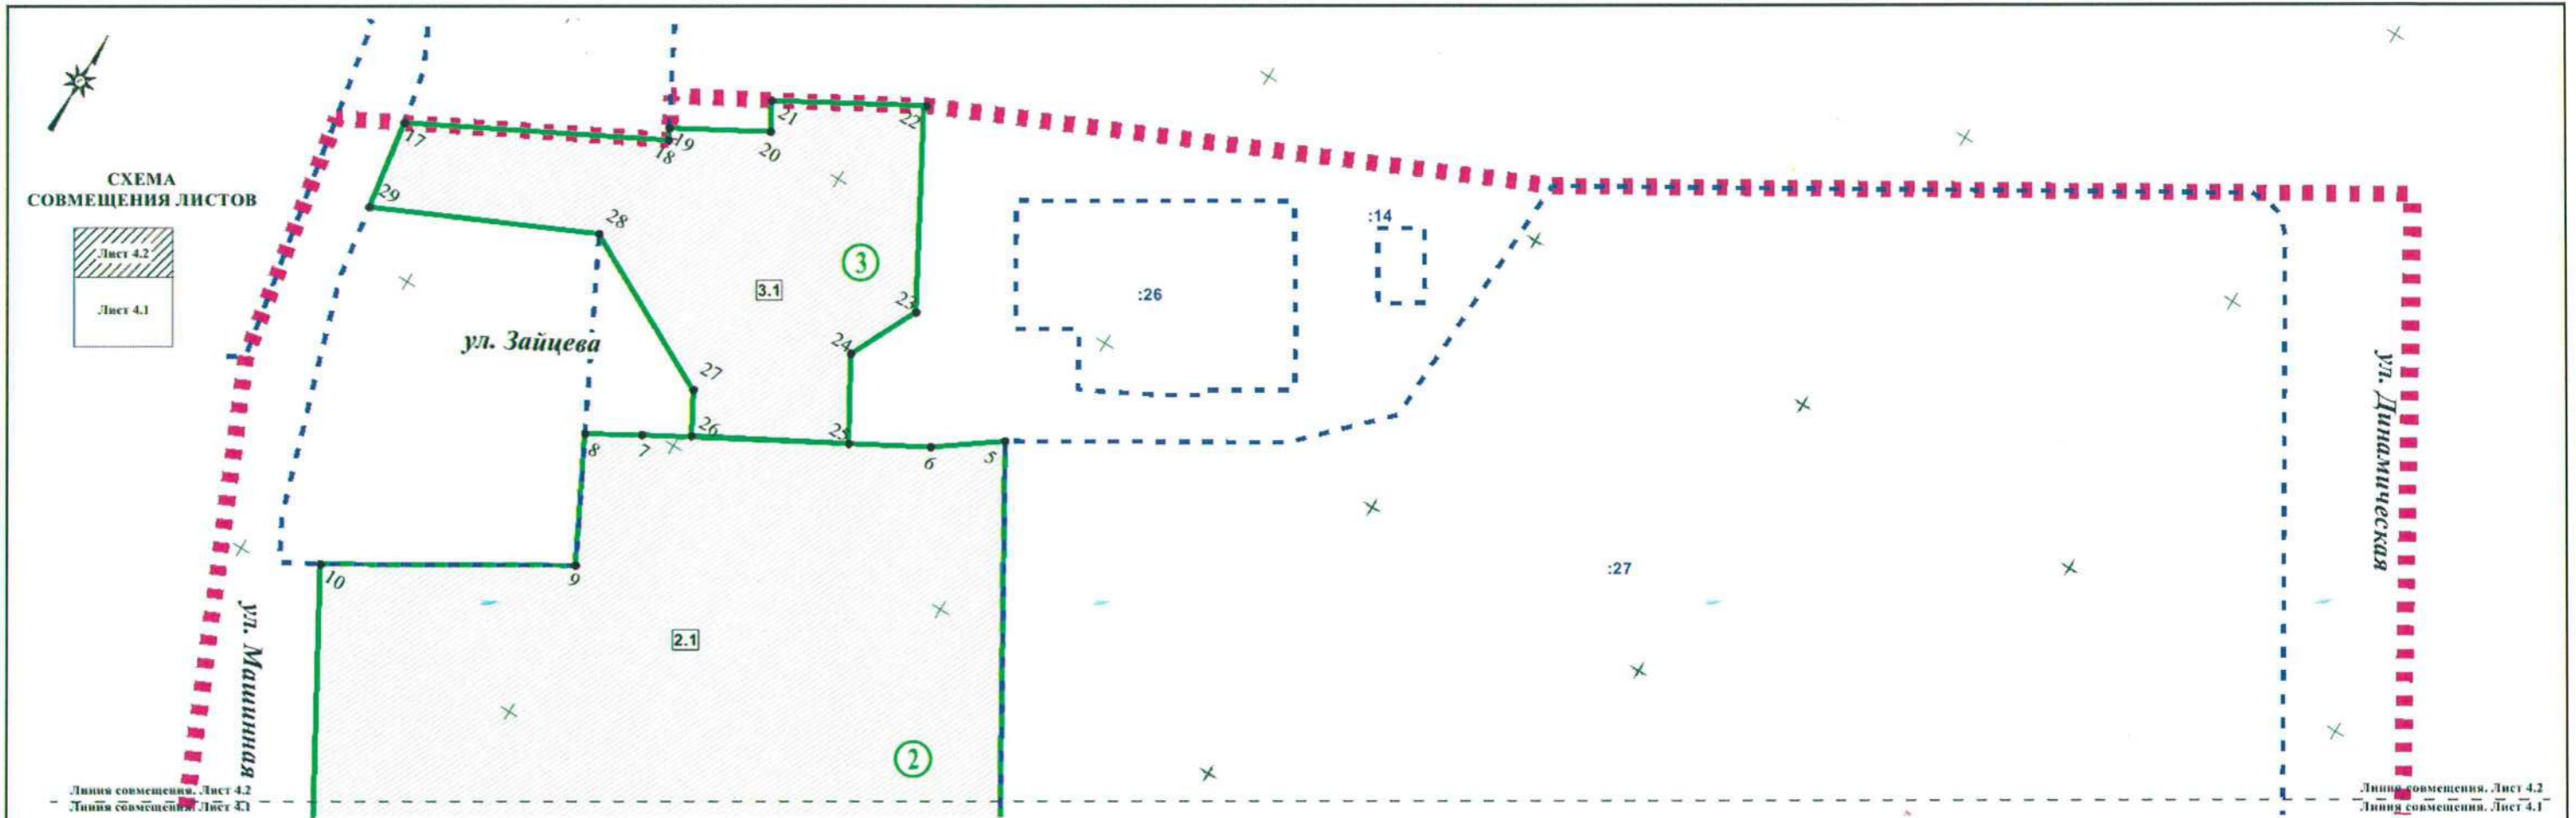 СХЕМА
СОВМЕЩЕНИЯ ЛИСТОВ
Лист 4.2
Лист 4.1
17
18
19
20
21
22
29
28
3
3.1
23
24
27
26
25
8
7
6
5
10
9
2.1
2
:14
:26
:27
ул. Зайцева
ул. Машинная
ул. Динамическая
Линия совмещения. Лист 4.2
Линия совмещения. Лист 4.1
Линия совмещения. Лист 4.2
Линия совмещения. Лист 4.1